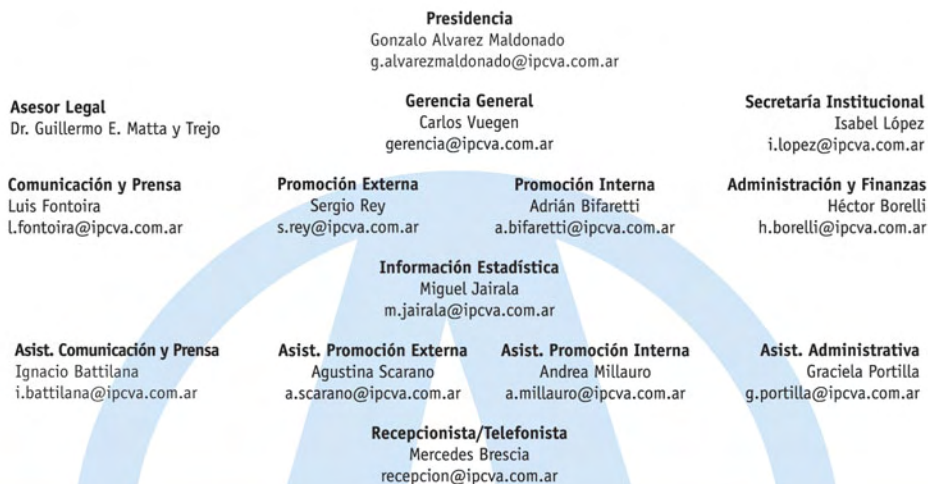 Presidencia
Gonzalo Alvarez Maldonado
g.alvarezmaldonado@ipcva.com.ar
Asesor Legal
Dr. Guillermo E. Matta y Trejo
Gerencia General
Carlos Vuegen
gerencia@ipcva.com.ar
Secretaría Institucional
Isabel López
i.lopez@ipcva.com.ar
Comunicación y Prensa
Luis Fontoira
l.fontoira@ipcva.com.ar
Promoción Externa
Sergio Rey
s.rey@ipcva.com.ar
Promoción Interna
Adrián Bifaretti
a.bifaretti@ipcva.com.ar
Administración y Finanzas
Héctor Borelli
h.borelli@ipcva.com.ar
Información Estadística
Miguel Jairala
m.jairala@ipcva.com.ar
Asist. Comunicación y Prensa
Ignacio Battilana
i.battilana@ipcva.com.ar
Asist. Promoción Externa
Agustina Scarano
a.scarano@ipcva.com.ar
Asist. Promoción Interna
Andrea Millauro
a.millauro@ipcva.com.ar
Asist. Administrativa
Graciela Portilla
g.portilla@ipcva.com.ar
Recepcionista/Telefonista
Mercedes Brescia
recepcion@ipcva.com.ar